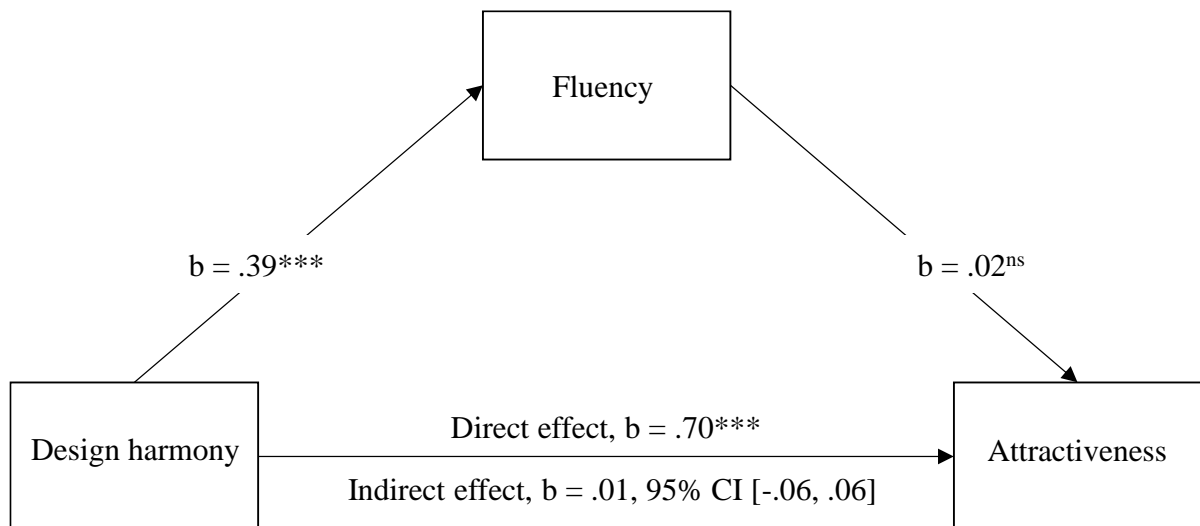 Fluency
b = .39***
b = .02ns
Design harmony
Direct effect, b = .70***
Attractiveness
Indirect effect, b = .01, 95% CI [-.06, .06]